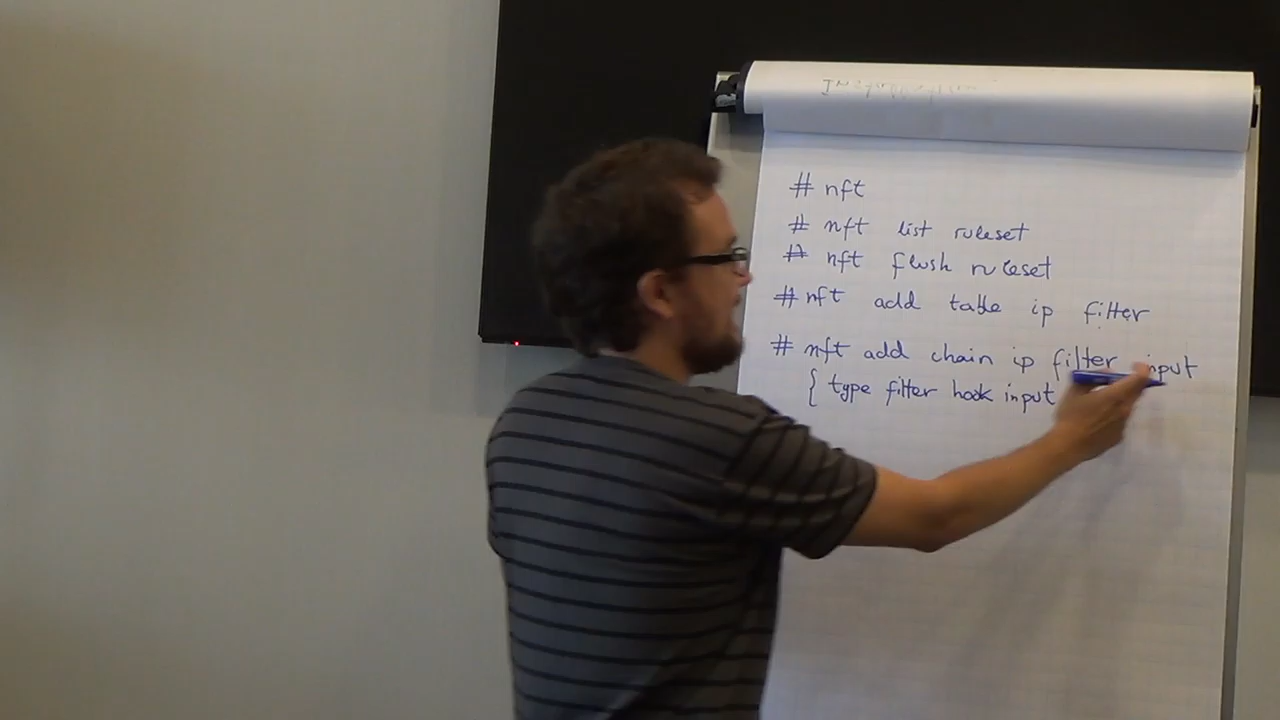 # nft
# nft list ruleset
# nft flush ruleset
# nft add table ip filter
# nft add chain ip filter input
{ type filter hook input